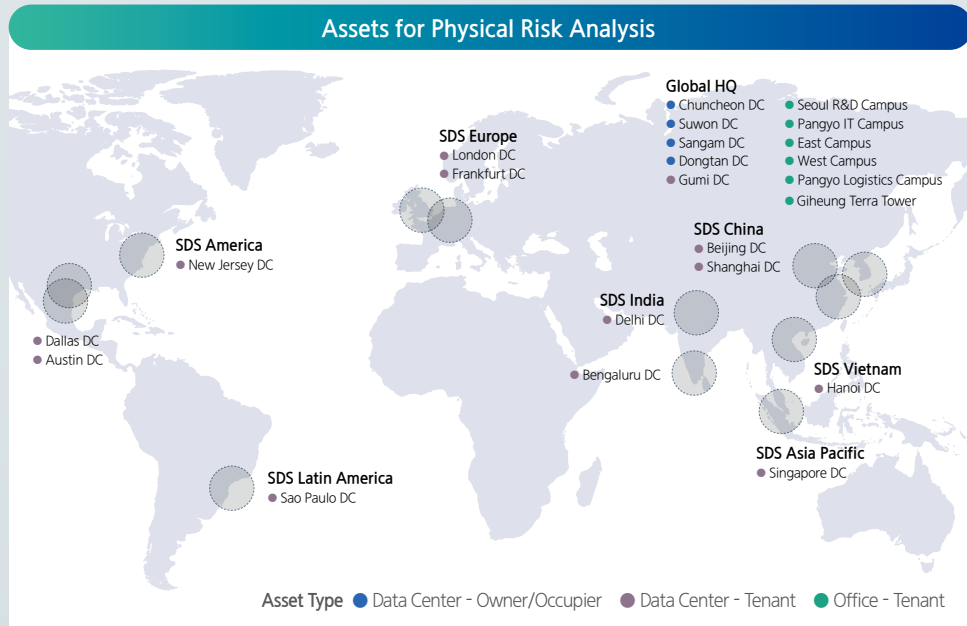 Assets for Physical Risk Analysis
Global HQ
Chuncheon DC
Suwon DC
Sangam DC
Dongtan DC
Gumi DC
Seoul R&D Campus
Pangyo IT Campus
East Campus
West Campus
Pangyo Logistics Campus
Giheung Terra Tower
SDS Europe
London DC
Frankfurt DC
SDS America
New Jersey DC
Dallas DC
Austin DC
SDS China
Beijing DC
Shanghai DC
SDS India
Delhi DC
Bengaluru DC
SDS Vietnam
Hanoi DC
SDS Asia Pacific
Singapore DC
SDS Latin America
Sao Paulo DC
Asset Type Data Center - Owner/Occupier Data Center - Tenant Office - Tenant